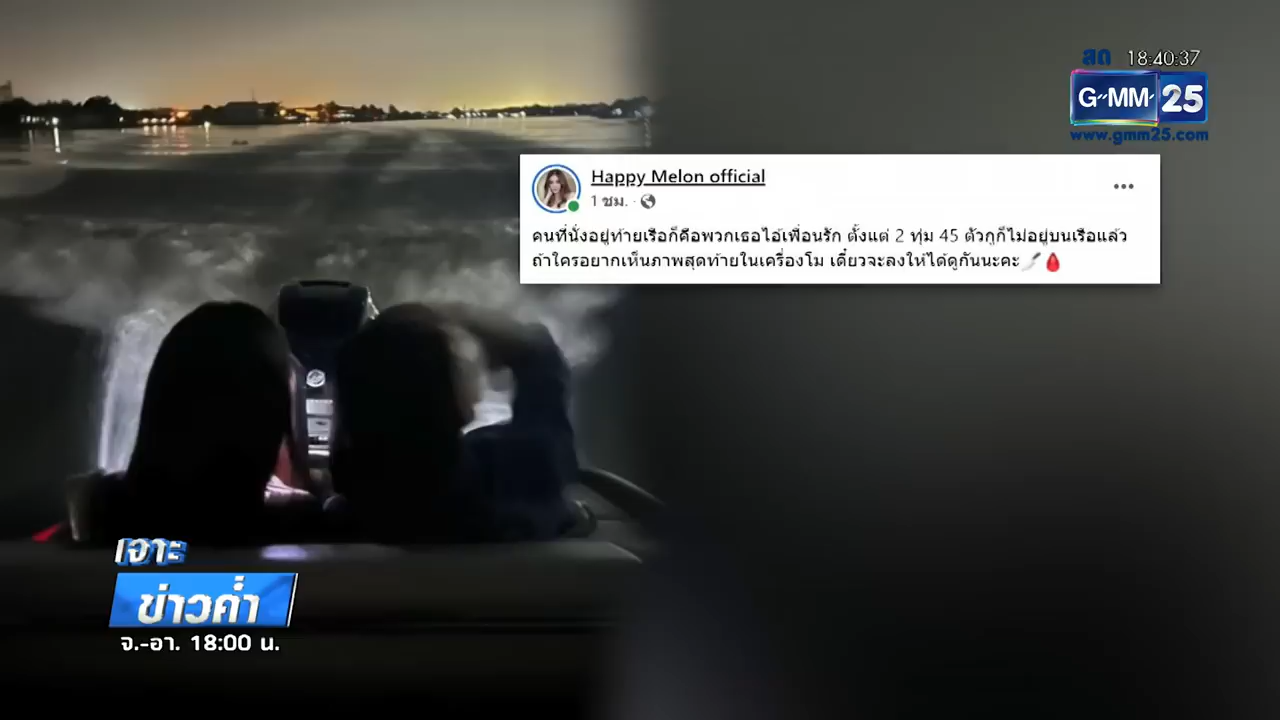 สด 18:40:37
G-MM 25
www.gmm25.com
Happy Melon official
1 ชม. ·
คนที่นั่งอยู่ท้ายเรือก็คือพวกเธอไอ้เพื่อนรัก ตั้งแต่ 2 ทุ่ม 45 ตัวกูก็ไม่อยู่บนเรือแล้ว
ถ้าใครอยากเห็นภาพสุดท้ายในเครื่องโม เดี๋ยวจะลงให้ได้ดูกันนะคะ
เจาะ
ข่าวค่ำ
จ.-อา. 18:00 น.